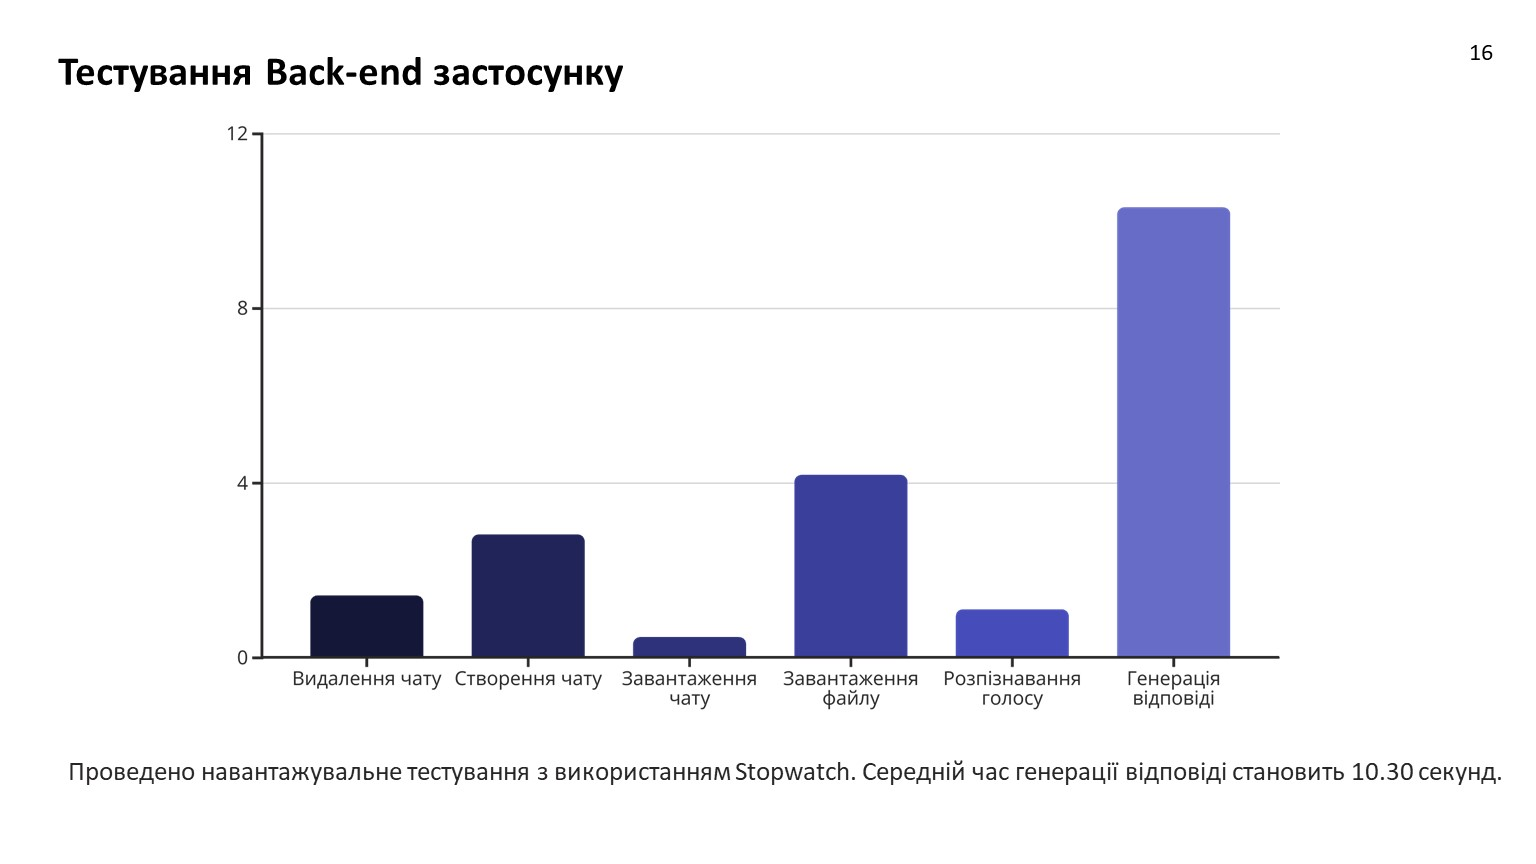 Тестування Back-end застосунку
16
12
8
4
0
Видалення чату
Створення чату
Завантаження
чату
Завантаження
файлу
Розпізнавання
голосу
Генерація
відповіді
Проведено навантажувальне тестування з використанням Stopwatch. Середній час генерації відповіді становить 10.30 секунд.